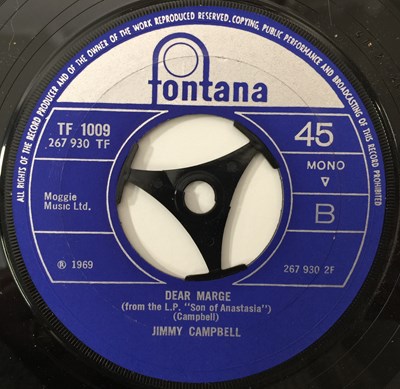 ALL RIGHTS OF THE RECORD PRODUCER AND OF THE OWNER OF THE WORK REPRODUCED RESERVED. COPYING, PUBLIC PERFORMANCE AND BROADCASTING OF THIS RECORD PROHIBITED
fontana
TF 1009
267 930 TF
45
MONO
▽
B
Moggie
Music Ltd.
℗ 1969
267 930 2F
DEAR MARGE
(from the L.P. "Son of Anastasia")
(Campbell)
JIMMY CAMPBELL